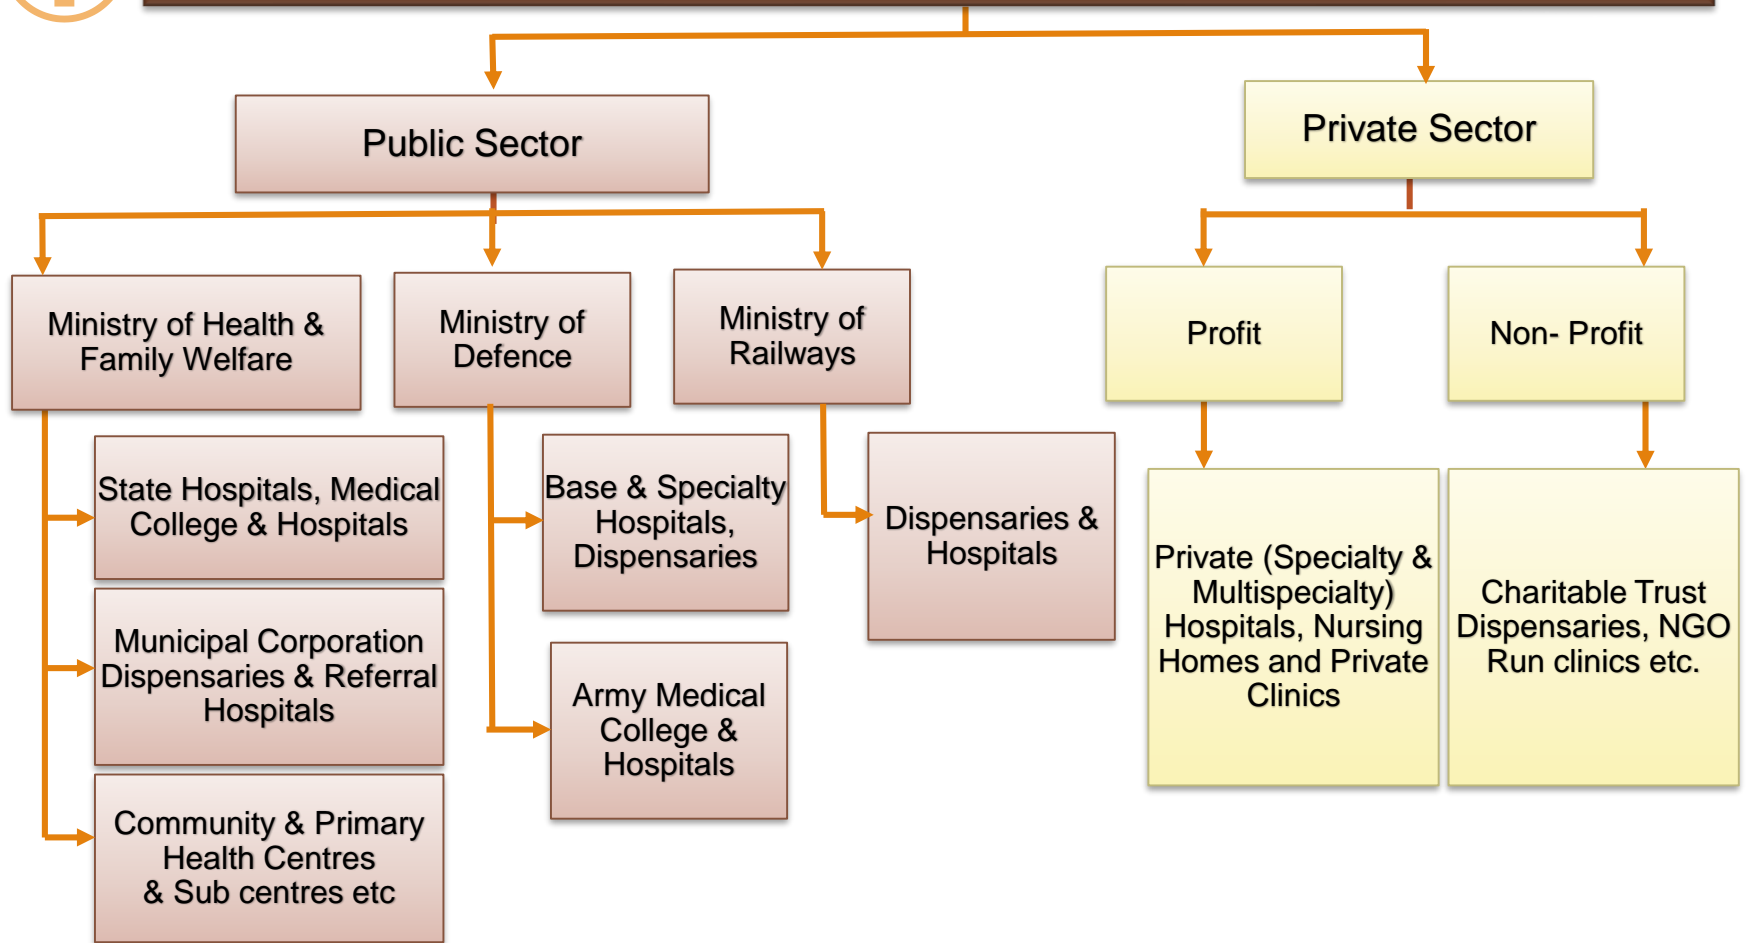 Public Sector
Private Sector
Ministry of Health &
Family Welfare
Ministry of
Defence
Ministry of
Railways
Profit
Non- Profit
State Hospitals, Medical
College & Hospitals
Municipal Corporation
Dispensaries & Referral
Hospitals
Community & Primary
Health Centres
& Sub centres etc
Base & Specialty
Hospitals,
Dispensaries
Army Medical
College &
Hospitals
Dispensaries &
Hospitals
Private (Specialty &
Multispecialty)
Hospitals, Nursing
Homes and Private
Clinics
Charitable Trust
Dispensaries, NGO
Run clinics etc.